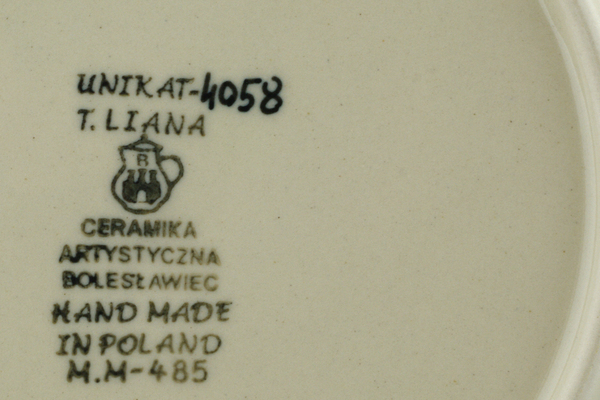 UNIKAT-4058
T. LIANA
B
CERAMIKA
ARTYSTYCZNA
BOLESŁAWIEC
HAND MADE
IN POLAND
M.M-485